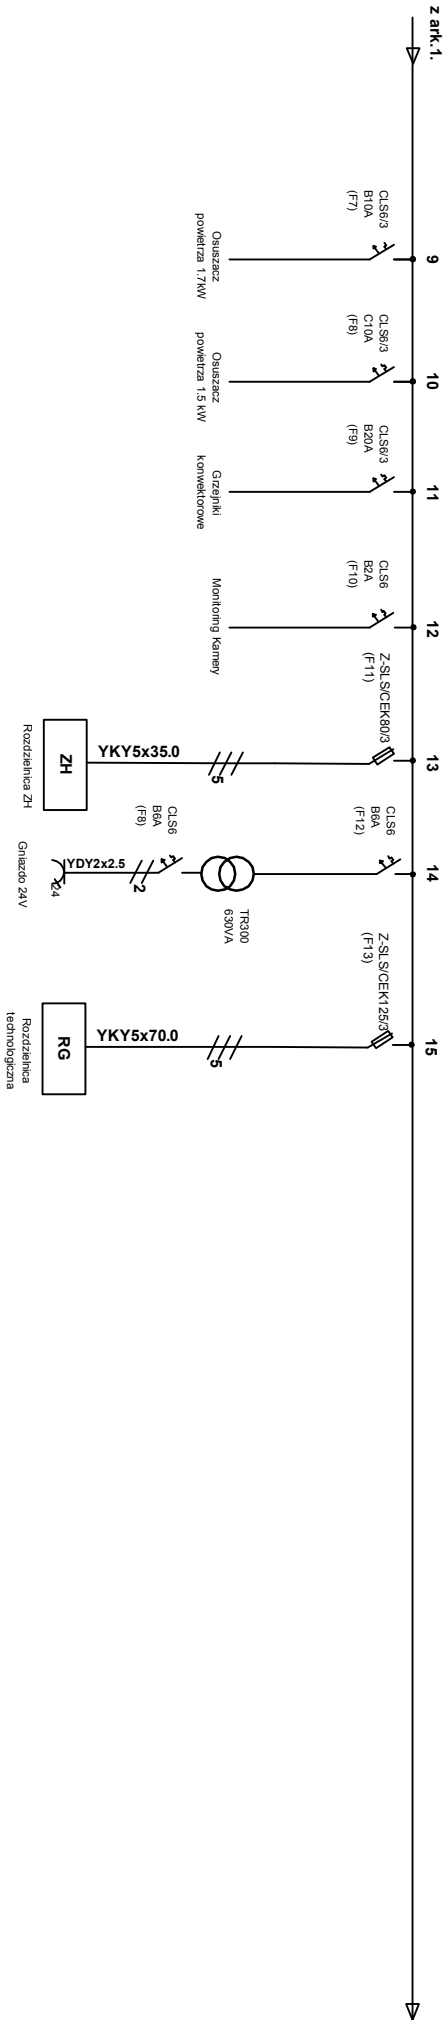 z ark.1.
9
CLS6/3
B10A
(F7)
Osuszacz
powietrza 1.7kW
10
CLS6/3
C10A
(F8)
Osuszacz
powietrza 1.5 kW
11
CLS6/3
B20A
(F9)
Grzejniki
konwektorowe
12
CLS6
B2A
(F10)
Monitoring Kamery
13
Z-SLS/CEK80/3
(F11)
5
YKY5x35.0
ZH
Rozdzielnica ZH
14
CLS6
B6A
(F12)
TR300
630VA
CLS6
B6A
(F8)
2
YDY2x2.5
24
Gniazdo 24V
15
Z-SLS/CEK125/3
(F13)
5
YKY5x70.0
RG
Rozdzielnica
technologiczna